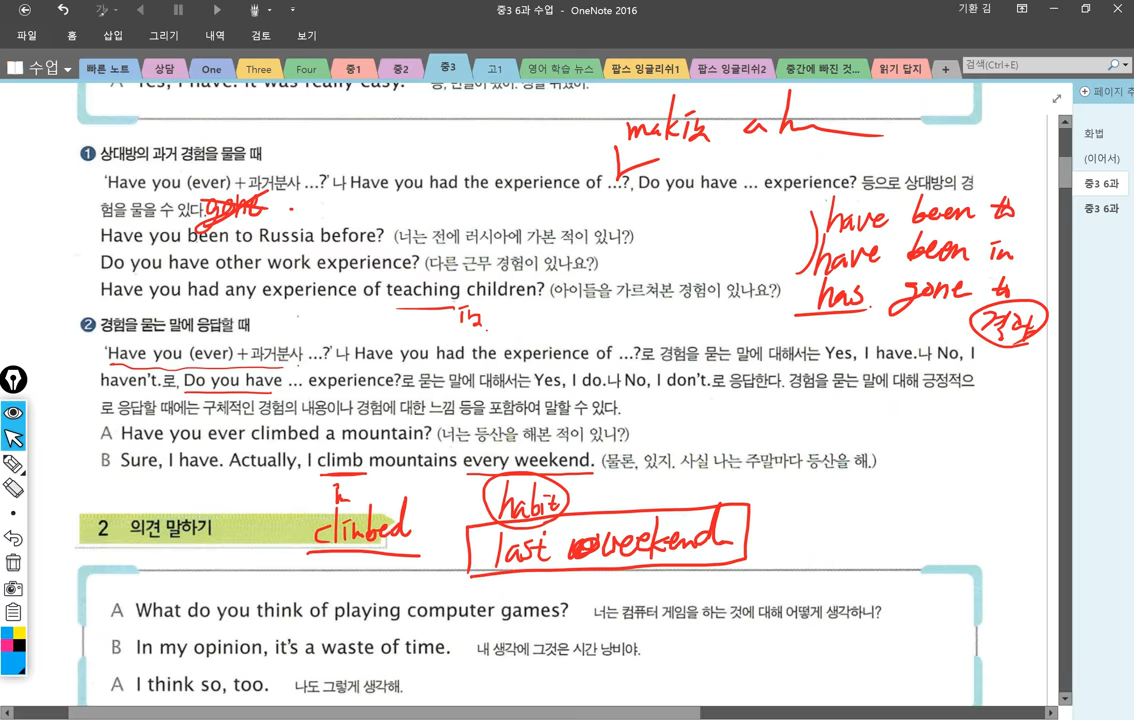 중3 6과 수업 - OneNote 2016
기환 김
파일 홈 삽입 그리기 내역 검토 보기
수업 빠른 노트 상담 One Three Four 중1 중2 중3 고1 영어 학습 뉴스 팝스 잉글리쉬1 팝스 잉글리쉬2 중간에 빠진 것... 읽기 답지 + 검색(Ctrl+E)
페이지 추
화법
(이어서)
중3 6과
중3 6과
A Yes, I have. It was really easy.
making a h
❶ 상대방의 과거 경험을 물을 때
‘Have you (ever) + 과거분사 ...?’나 Have you had the experience of ...?, Do you have ... experience? 등으로 상대방의 경
험을 물을 수 있다.
gone
Have you been to Russia before? (너는 전에 러시아에 가본 적이 있니?)
Do you have other work experience? (다른 근무 경험이 있나요?)
Have you had any experience of teaching children? (아이들을 가르쳐본 경험이 있나요?)
have been to
have been in
has gone to
결과
in
❷ 경험을 묻는 말에 응답할 때
‘Have you (ever) + 과거분사 ...?’나 Have you had the experience of ...?로 경험을 묻는 말에 대해서는 Yes, I have.나 No, I
haven’t.로, Do you have ... experience?로 묻는 말에 대해서는 Yes, I do.나 No, I don’t.로 응답한다. 경험을 묻는 말에 대해 긍정적으
로 응답할 때에는 구체적인 경험의 내용이나 경험에 대한 느낌 등을 포함하여 말할 수 있다.
A Have you ever climbed a mountain? (너는 등산을 해본 적이 있니?)
B Sure, I have. Actually, I climb mountains every weekend. (물론, 있지. 사실 나는 주말마다 등산을 해.)
habit
climbed
last weekend
2 의견 말하기
A What do you think of playing computer games? 너는 컴퓨터 게임을 하는 것에 대해 어떻게 생각하니?
B In my opinion, it’s a waste of time. 내 생각에 그것은 시간 낭비야.
A I think so, too. 나도 그렇게 생각해.